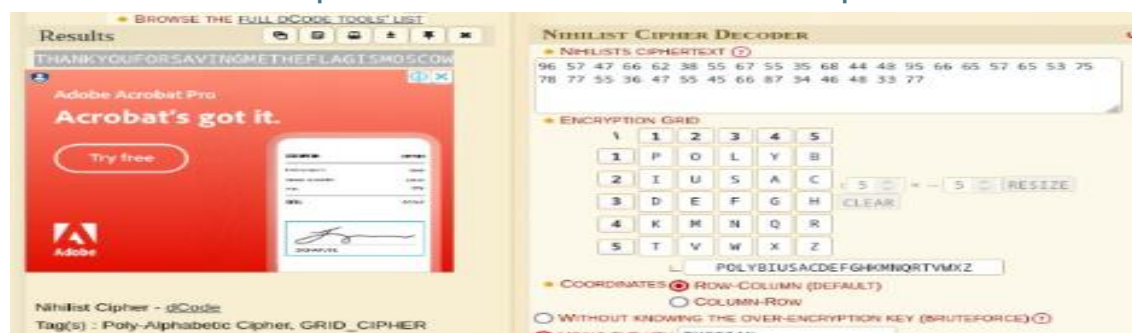 BROWSE THE FULL DCODE TOOLS' LIST
Results
THANKYOUFORSAVINGMETHEFLAGISMOSCOW
Adobe Acrobat Pro
Acrobat's got it.
Try free
Adobe
Nihilist Cipher - dCode
Tag(s) : Poly-Alphabetic Cipher, GRID_CIPHER
NIHILIST CIPHER DECODER
NIHILISTS CIPHERTEXT
96 57 47 66 62 38 55 67 55 35 68 44 48 95 66 65 57 65 53 75
78 77 55 36 47 55 45 66 87 34 46 48 33 77
ENCRYPTION GRID
\ 1 2 3 4 5
1 P O L Y B
2 I U S A C
3 D E F G H
4 K M N Q R
5 T V W X Z
5 × 5 RESIZE
CLEAR
POLYBIUSACDEFGHKMNQRTVWXZ
COORDINATES ROW-COLUMN (DEFAULT)
COLUMN-ROW
WITHOUT KNOWING THE OVER-ENCRYPTION KEY (BRUTEFORCE)